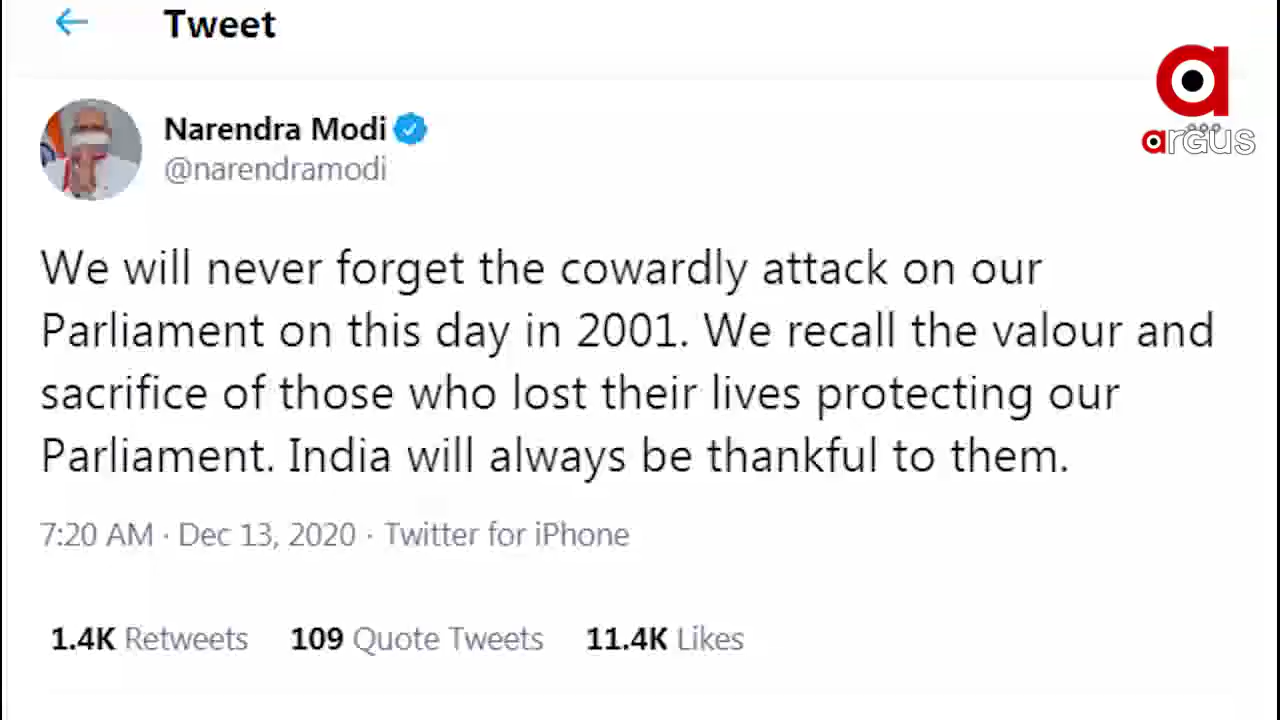 Tweet
Narendra Modi
@narendramodi
argus
We will never forget the cowardly attack on our
Parliament on this day in 2001. We recall the valour and
sacrifice of those who lost their lives protecting our
Parliament. India will always be thankful to them.
7:20 AM · Dec 13, 2020 · Twitter for iPhone
1.4K Retweets 109 Quote Tweets 11.4K Likes